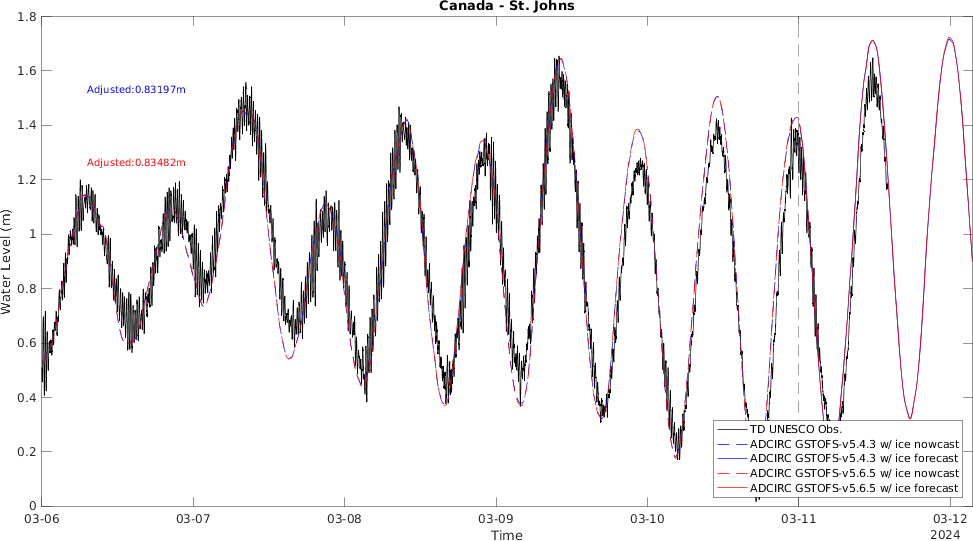 Canada - St. Johns
1.8
1.6
1.4
1.2
1
0.8
0.6
0.4
0.2
0
Water Level (m)
Adjusted:0.83197m
Adjusted:0.83482m
TD UNESCO Obs.
ADCIRC GSTOFS-v5.4.3 w/ ice nowcast
ADCIRC GSTOFS-v5.4.3 w/ ice forecast
ADCIRC GSTOFS-v5.6.5 w/ ice nowcast
ADCIRC GSTOFS-v5.6.5 w/ ice forecast
03-06 03-07 03-08 03-09 03-10 03-11 03-12
Time
2024